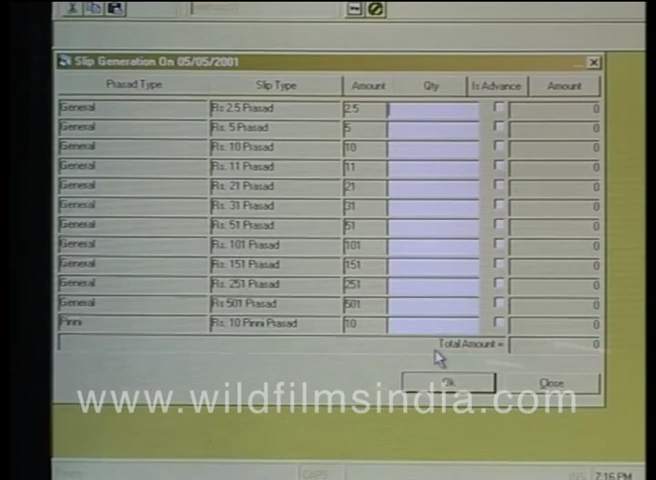 Slip Generation On 05/05/2001
Prasad Type Slip Type Amount Qty Is Advance Amount
General Rs 2.5 Prasad 2.5 0
General Rs. 5 Prasad 5 0
General Rs. 10 Prasad 10 0
General Rs. 11 Prasad 11 0
General Rs. 21 Prasad 21 0
General Rs. 31 Prasad 31 0
General Rs. 51 Prasad 51 0
General Rs. 101 Prasad 101 0
General Rs. 151 Prasad 151 0
General Rs. 251 Prasad 251 0
General Rs 501 Prasad 501 0
Pinni Rs. 10 Pinni Prasad 10 0
Total Amount = 0
Ok Close
www.wildfilmsindia.com
CAPS 7:16 PM